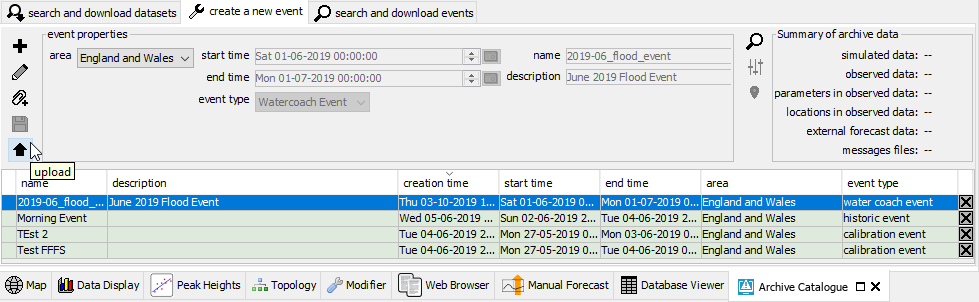 search and download datasets create a new event search and download events
event properties Summary of archive data
area England and Wales start time Sat 01-06-2019 00:00:00 name 2019-06_flood_event simulated data: --
end time Mon 01-07-2019 00:00:00 description June 2019 Flood Event observed data: --
event type Watercoach Event parameters in observed data: --
locations in observed data: --
external forecast data: --
messages files: --
upload
name description creation time start time end time area event type
2019-06_flood_... June 2019 Flood Event Thu 03-10-2019 1... Sat 01-06-2019 0... Mon 01-07-2019 0... England and Wales water coach event
Morning Event Wed 05-06-2019 ... Sun 02-06-2019 2... Tue 04-06-2019 2... England and Wales historic event
TEst 2 Tue 04-06-2019 2... Mon 27-05-2019 0... Mon 03-06-2019 0... England and Wales calibration event
Test FFFS Tue 04-06-2019 2... Mon 27-05-2019 0... Tue 04-06-2019 0... England and Wales calibration event
Map Data Display Peak Heights Topology Modifier Web Browser Manual Forecast Database Viewer Archive Catalogue